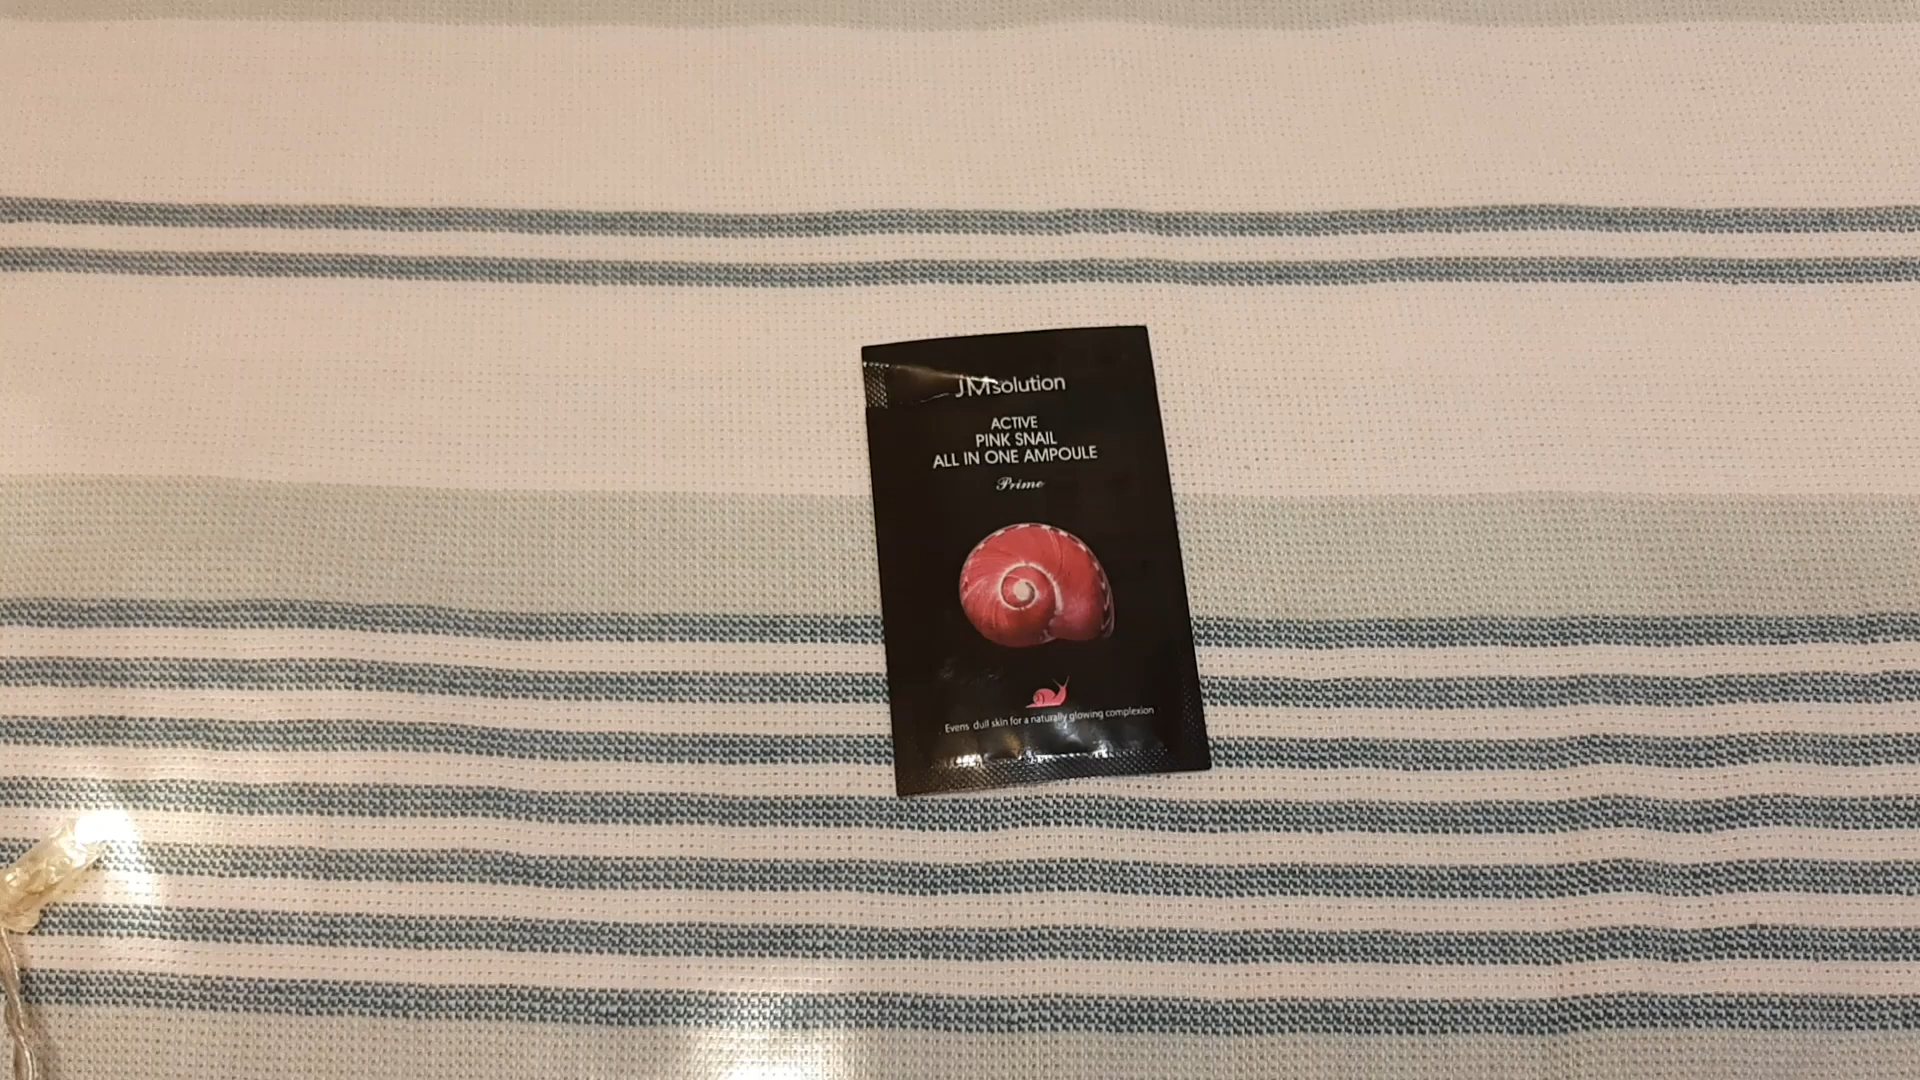 JMsolution
ACTIVE
PINK SNAIL
ALL IN ONE AMPOULE
Prime
Evens dull skin for a naturally glowing complexion